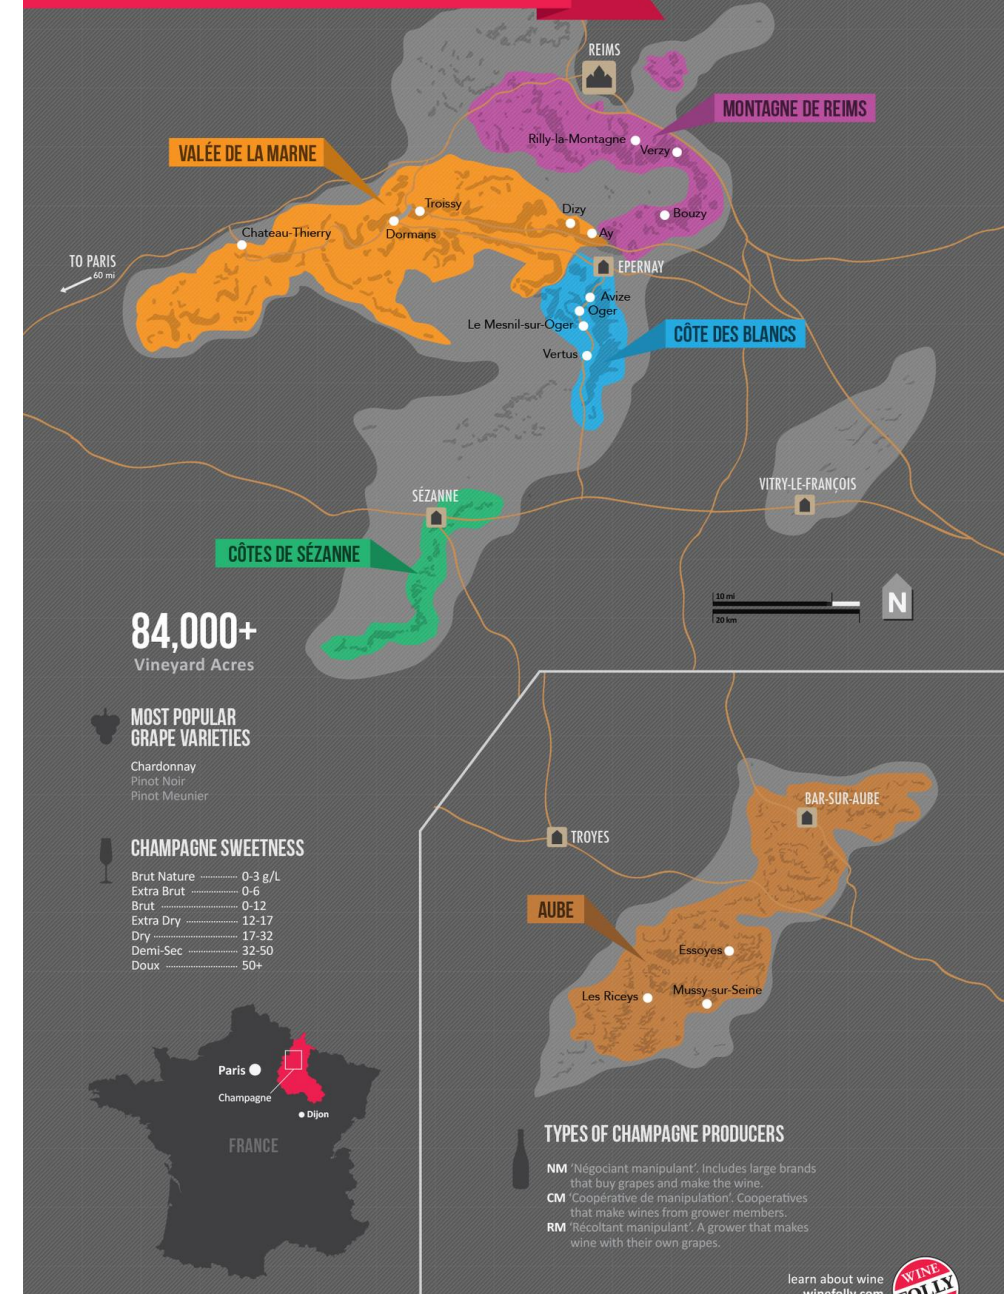 REIMS
MONTAGNE DE REIMS
Rilly-la-Montagne
Verzy
VALÉE DE LA MARNE
Troissy
Dizy
Bouzy
Chateau-Thierry
Dormans
Ay
TO PARIS
60 mi
EPERNAY
Avize
Oger
Le Mesnil-sur-Oger
CÔTE DES BLANCS
Vertus
VITRY-LE-FRANÇOIS
SÉZANNE
CÔTES DE SÉZANNE
10 mi
20 km
N
84,000+
Vineyard Acres
MOST POPULAR
GRAPE VARIETIES
Chardonnay
Pinot Noir
Pinot Meunier
CHAMPAGNE SWEETNESS
Brut Nature ............. 0-3 g/L
Extra Brut ................ 0-6
Brut .......................... 0-12
Extra Dry ................. 12-17
Dry ............................ 17-32
Demi-Sec ................. 32-50
Doux ........................ 50+
BAR-SUR-AUBE
TROYES
AUBE
Essoyes
Les Riceys
Mussy-sur-Seine
Paris
Champagne
Dijon
FRANCE
TYPES OF CHAMPAGNE PRODUCERS
NM 'Négociant manipulant'. Includes large brands
that buy grapes and make the wine.
CM 'Coopérative de manipulation'. Cooperatives
that make wines from grower members.
RM 'Récoltant manipulant'. A grower that makes
wine with their own grapes.
learn about wine
winefolly.com
WINE
FOLLY